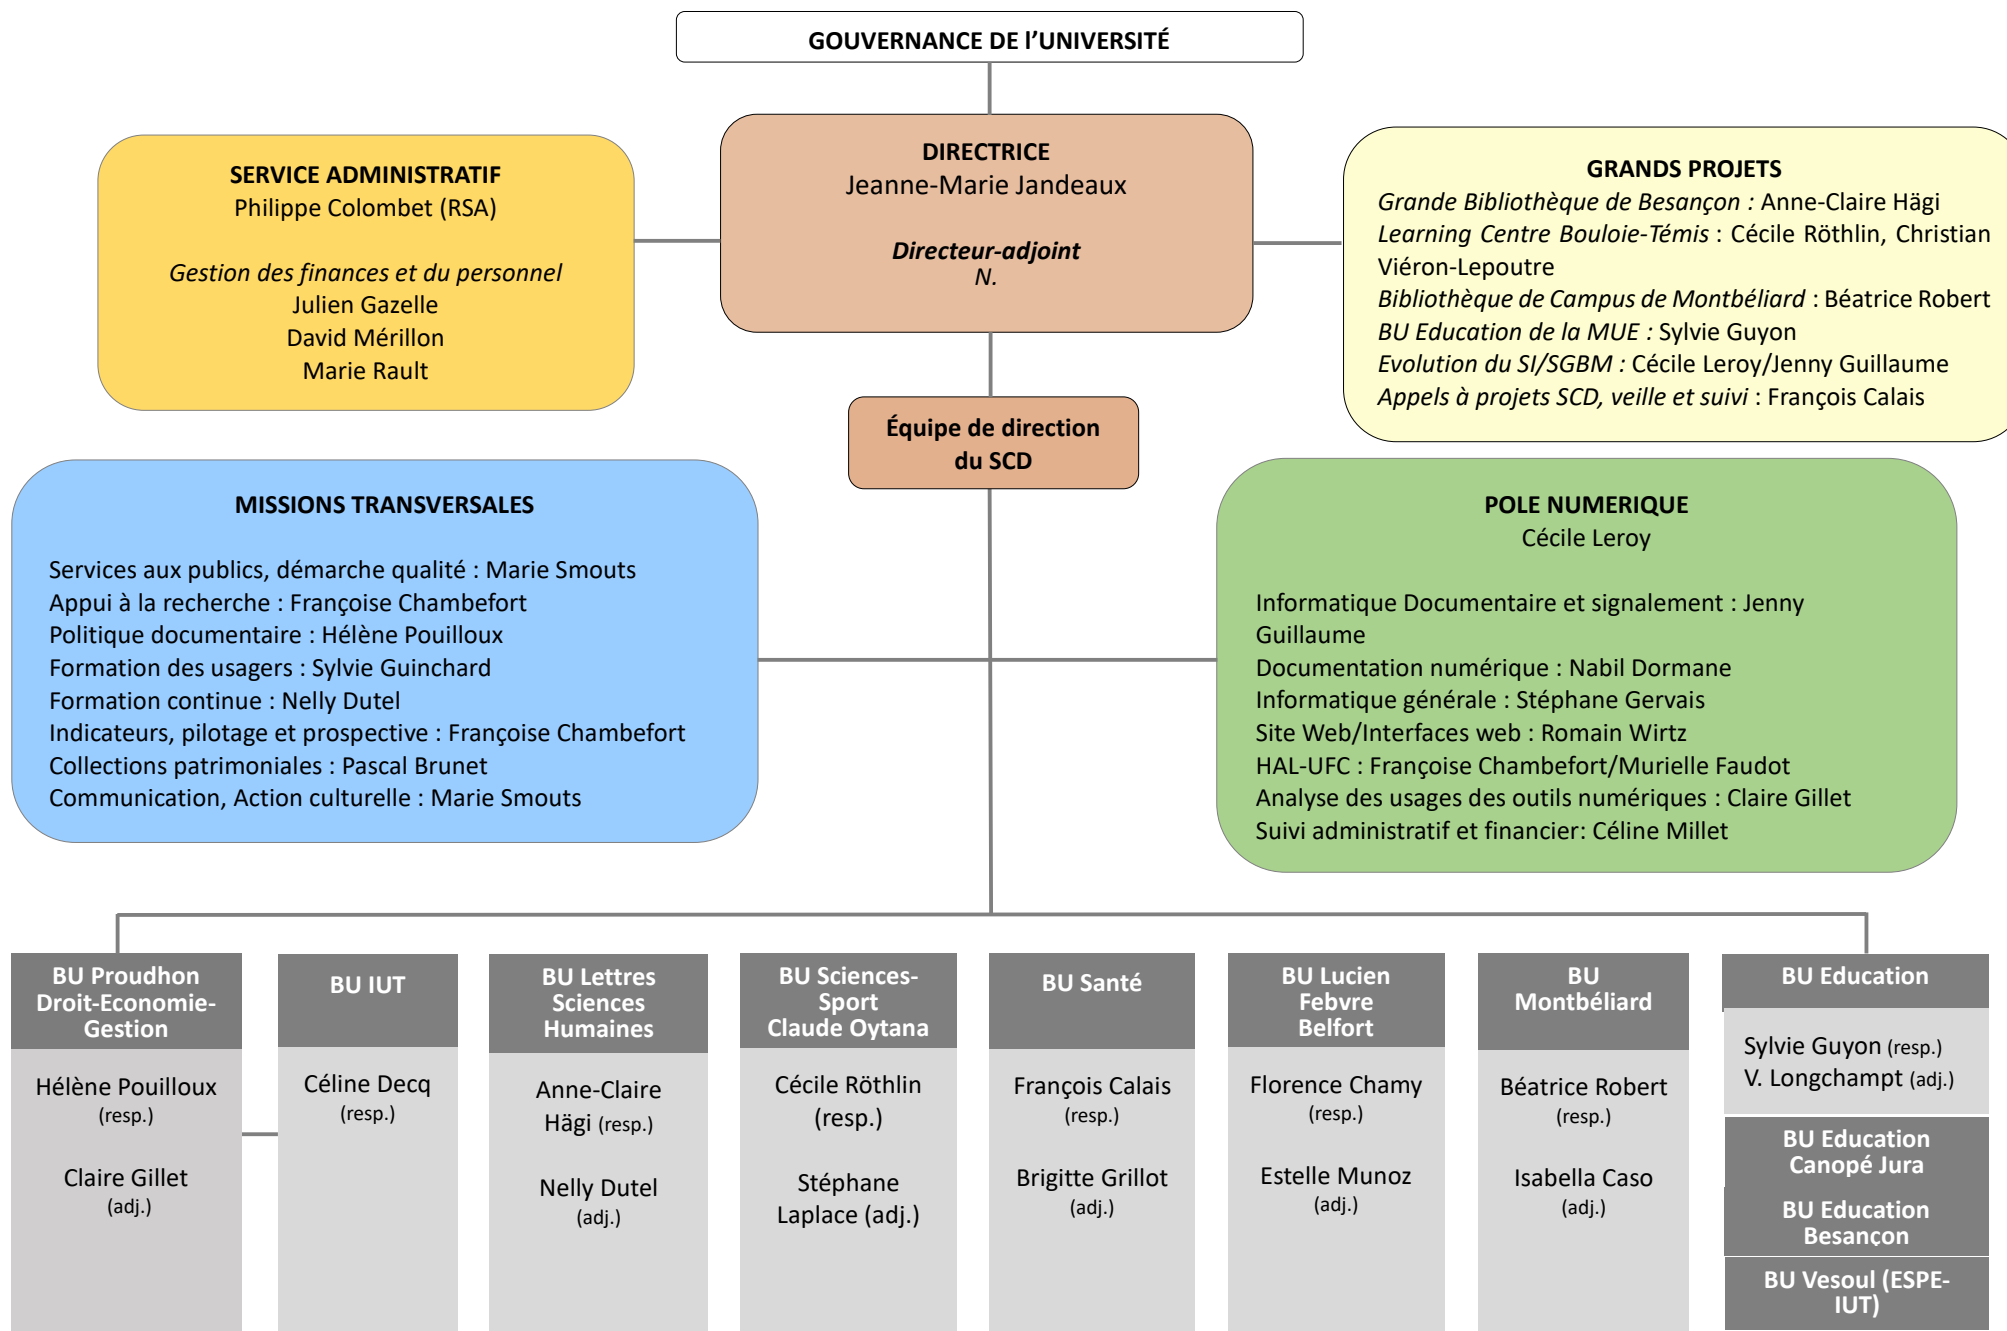 GOUVERNANCE DE l'UNIVERSITÉ
SERVICE ADMINISTRATIF
Philippe Colombet (RSA)
Gestion des finances et du personnel
Julien Gazelle
David Mérillon
Marie Rault
DIRECTRICE
Jeanne-Marie Jandeaux
Directeur-adjoint
N.
GRANDS PROJETS
Grande Bibliothèque de Besançon : Anne-Claire Hägi
Learning Centre Bouloie-Témis : Cécile Röthlin, Christian
Viéron-Lepoutre
Bibliothèque de Campus de Montbéliard : Béatrice Robert
BU Education de la MUE : Sylvie Guyon
Evolution du SI/SGBM : Cécile Leroy/Jenny Guillaume
Appels à projets SCD, veille et suivi : François Calais
Équipe de direction
du SCD
MISSIONS TRANSVERSALES
Services aux publics, démarche qualité : Marie Smouts
Appui à la recherche : Françoise Chambefort
Politique documentaire : Hélène Pouilloux
Formation des usagers : Sylvie Guinchard
Formation continue : Nelly Dutel
Indicateurs, pilotage et prospective : Françoise Chambefort
Collections patrimoniales : Pascal Brunet
Communication, Action culturelle : Marie Smouts
POLE NUMERIQUE
Cécile Leroy
Informatique Documentaire et signalement : Jenny
Guillaume
Documentation numérique : Nabil Dormane
Informatique générale : Stéphane Gervais
Site Web/Interfaces web : Romain Wirtz
HAL-UFC : Françoise Chambefort/Murielle Faudot
Analyse des usages des outils numériques : Claire Gillet
Suivi administratif et financier: Céline Millet
BU Proudhon
Droit-Economie-
Gestion
Hélène Pouilloux
(resp.)
Claire Gillet
(adj.)
BU IUT
Céline Decq
(resp.)
BU Lettres
Sciences
Humaines
Anne-Claire
Hägi (resp.)
Nelly Dutel
(adj.)
BU Sciences-
Sport
Claude Oytana
Cécile Röthlin
(resp.)
Stéphane
Laplace (adj.)
BU Santé
François Calais
(resp.)
Brigitte Grillot
(adj.)
BU Lucien
Febvre
Belfort
Florence Chamy
(resp.)
Estelle Munoz
(adj.)
BU
Montbéliard
Béatrice Robert
(resp.)
Isabella Caso
(adj.)
BU Education
Sylvie Guyon (resp.)
V. Longchampt (adj.)
BU Education
Canopé Jura
BU Education
Besançon
BU Vesoul (ESPE-
IUT)